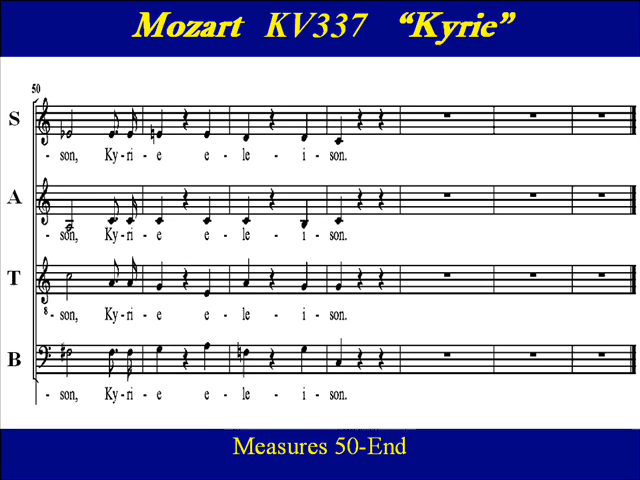 Mozart KV337 “Kyrie”
50
S
- son, Ky - ri - e e - le - i - son.
A
- son, Ky - ri - e e - le - i - son.
T
8
- son, Ky - ri - e e - le - i - son.
B
- son, Ky - ri - e e - le - i - son.
Measures 50-End